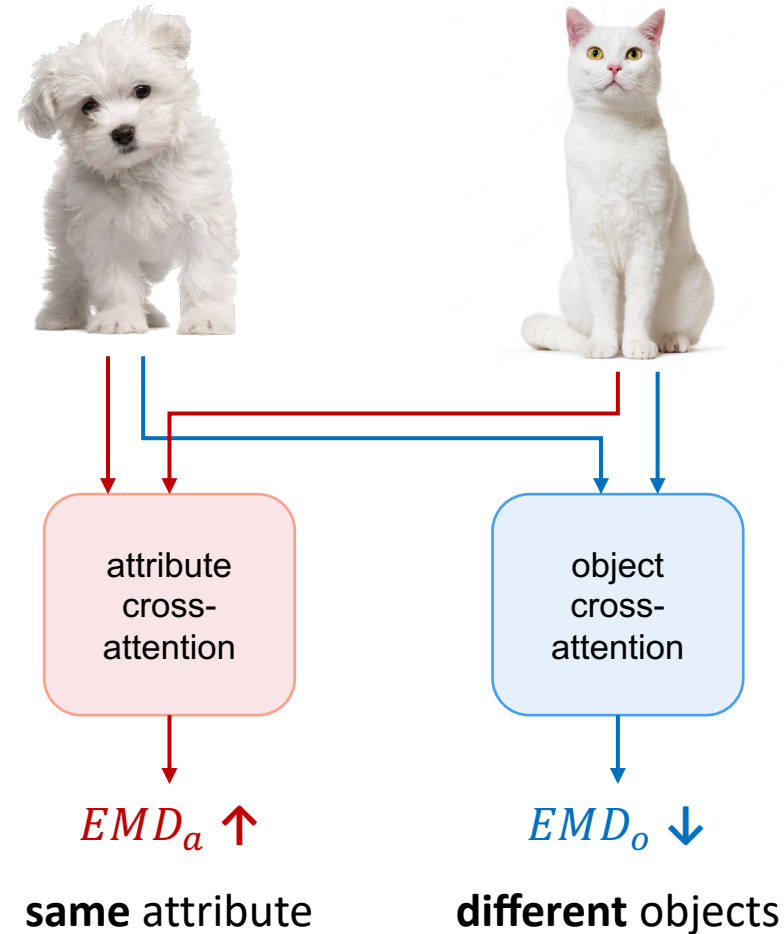 attribute
cross-
attention
object
cross-
attention
EMDₐ ↑
EMDₒ ↓
same attribute
different objects